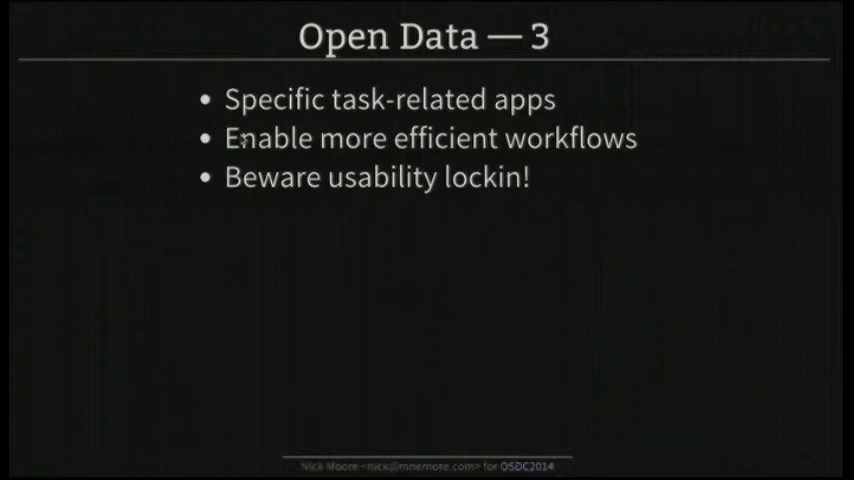 Open Data — 3
Specific task-related apps
Enable more efficient workflows
Beware usability lockin!
Nick Moore <nick@mnemote.com> for OSDC2014